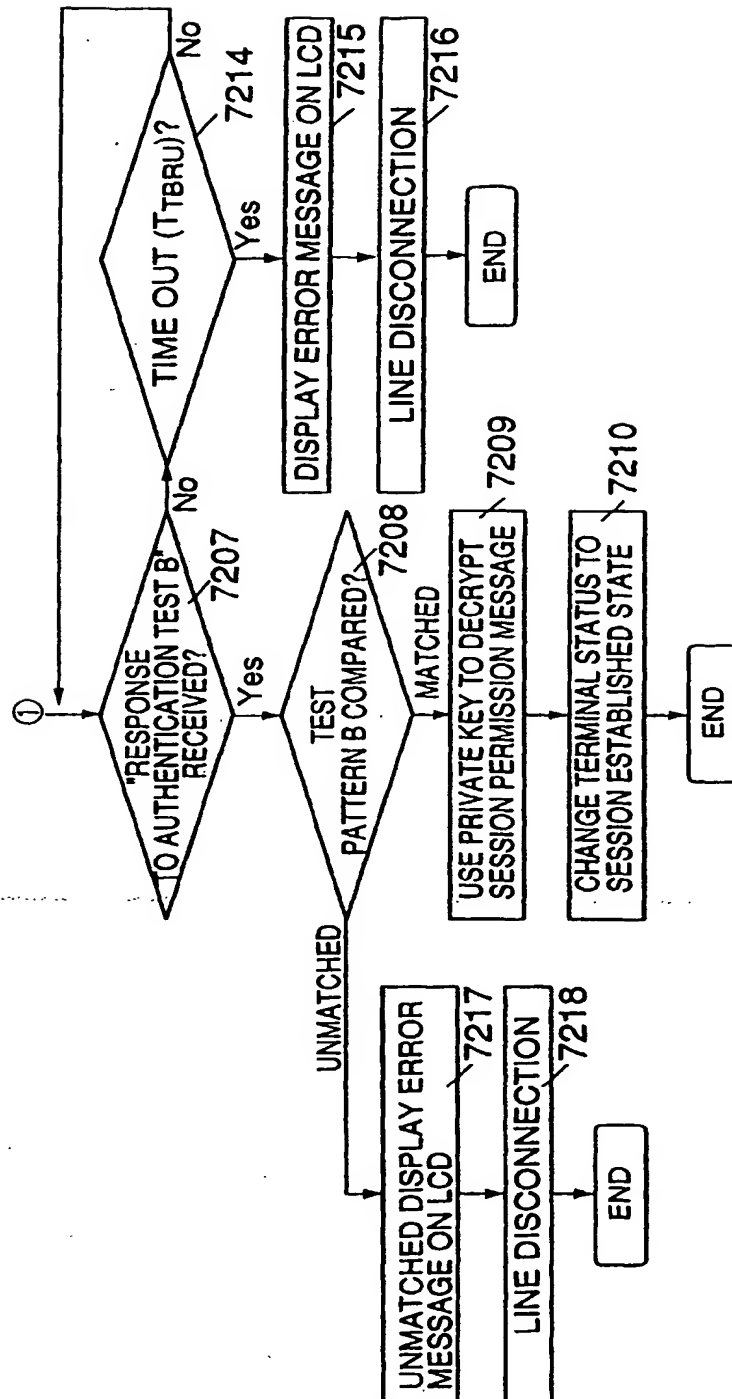 ①
"RESPONSE
TO AUTHENTICATION TEST B"
RECEIVED?
7207
No
Yes
TIME OUT (TTBRU)?
7214
No
Yes
DISPLAY ERROR MESSAGE ON LCD
7215
LINE DISCONNECTION
7216
END
TEST
PATTERN B COMPARED?
7208
MATCHED
UNMATCHED
USE PRIVATE KEY TO DECRYPT
SESSION PERMISSION MESSAGE
7209
CHANGE TERMINAL STATUS TO
SESSION ESTABLISHED STATE
7210
END
UNMATCHED DISPLAY ERROR
MESSAGE ON LCD
7217
LINE DISCONNECTION
7218
END